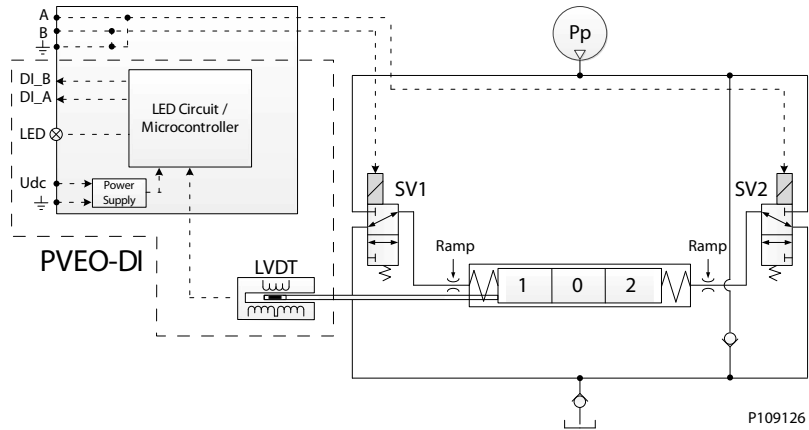 A
B
DI_B
DI_A
LED
Udc
LED Circuit /
Microcontroller
Power
Supply
PVEO-DI
LVDT
Pp
SV1
SV2
Ramp
Ramp
1 0 2
P109126